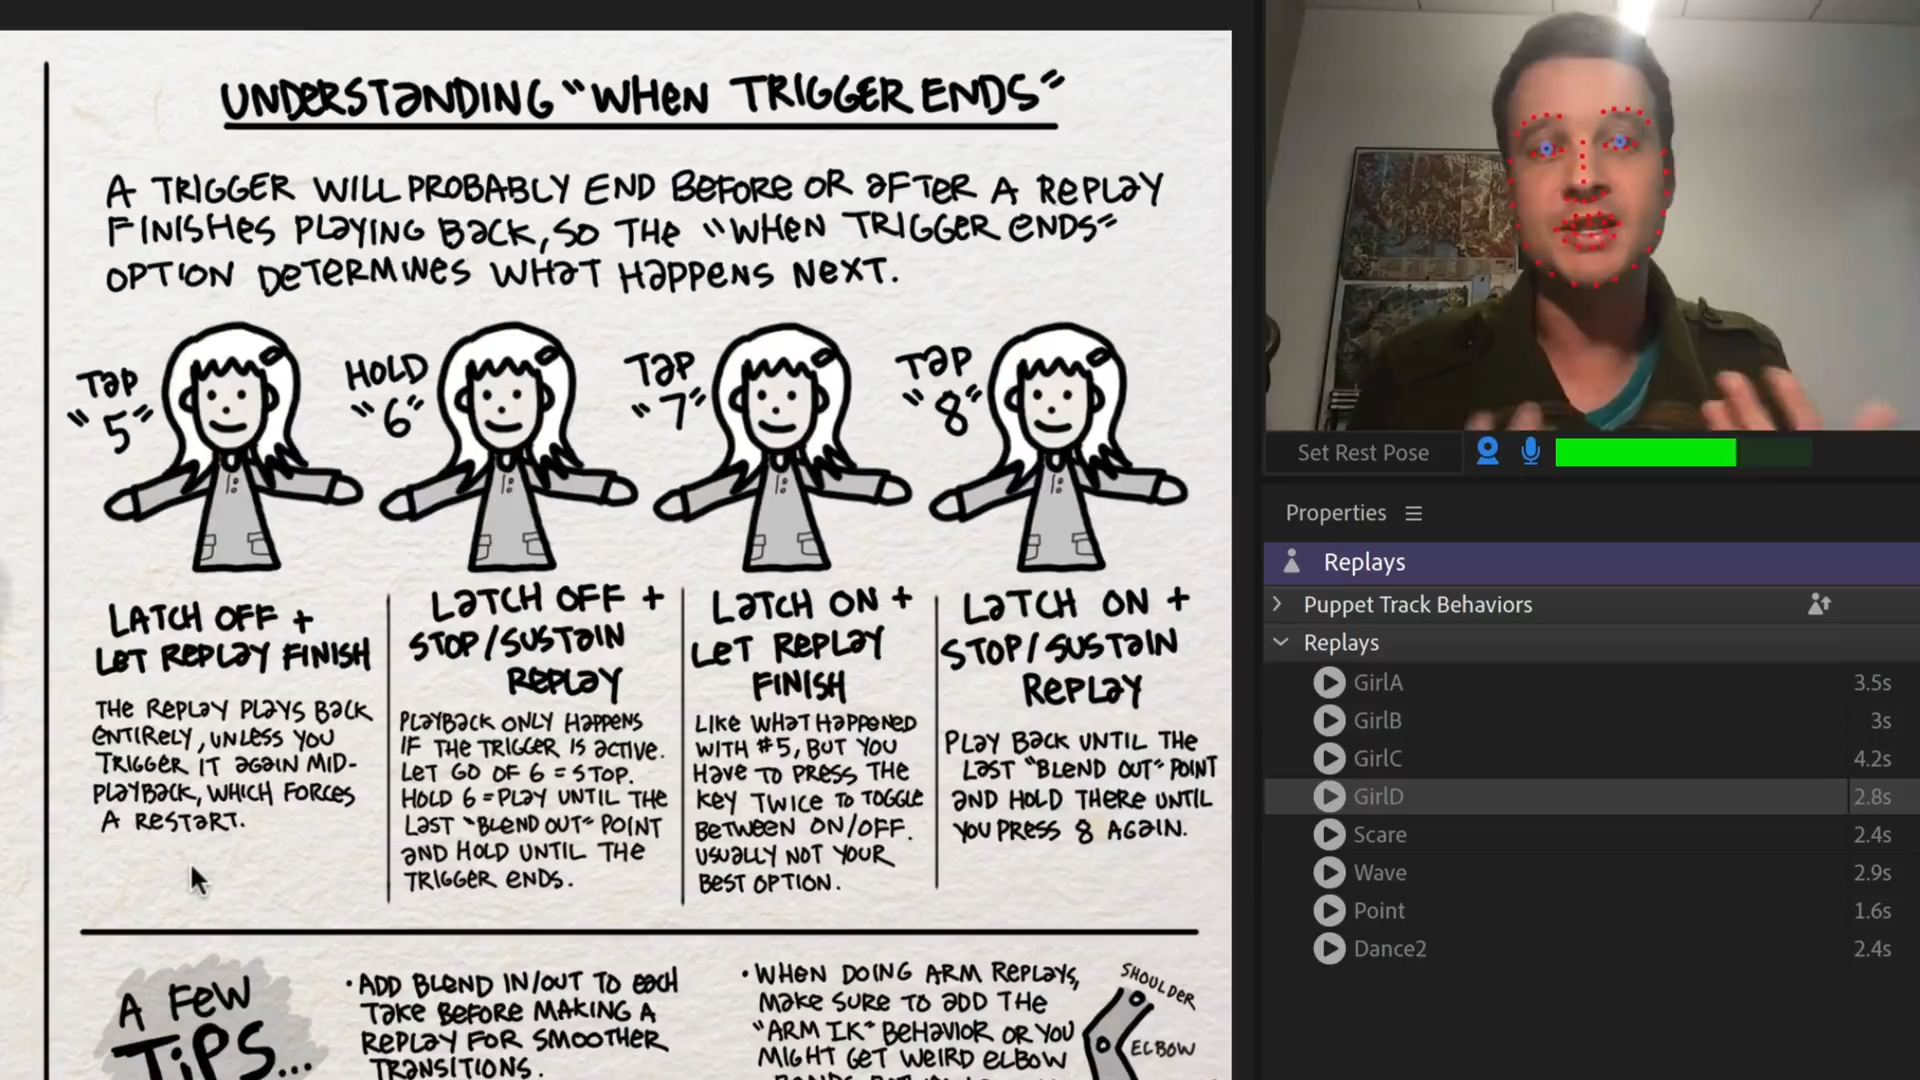 UNDERSTANDING "WHEN TRIGGER ENDS"
A TRIGGER WILL PROBABLY END BEFORE OR AFTER A REPLAY
FINISHES PLAYING BACK, SO THE "WHEN TRIGGER ENDS"
OPTION DETERMINES WHAT HAPPENS NEXT.
TAP
"5"
HOLD
"6"
TAP
"7"
TAP
"8"
LATCH OFF +
LET REPLAY FINISH
THE REPLAY PLAYS BACK
ENTIRELY, UNLESS YOU
TRIGGER IT AGAIN MID-
PLAYBACK, WHICH FORCES
A RESTART.
LATCH OFF +
STOP/SUSTAIN
REPLAY
PLAYBACK ONLY HAPPENS
IF THE TRIGGER IS ACTIVE.
LET GO OF 6 = STOP.
HOLD 6 = PLAY UNTIL THE
LAST "BLEND OUT" POINT
AND HOLD UNTIL THE
TRIGGER ENDS.
LATCH ON +
LET REPLAY
FINISH
LIKE WHAT HAPPENED
WITH #5, BUT YOU
HAVE TO PRESS THE
KEY TWICE TO TOGGLE
BETWEEN ON/OFF.
USUALLY NOT YOUR
BEST OPTION.
LATCH ON +
STOP/SUSTAIN
REPLAY
PLAY BACK UNTIL THE
LAST "BLEND OUT" POINT
AND HOLD THERE UNTIL
YOU PRESS 8 AGAIN.
A FEW
TIPS...
• ADD BLEND IN/OUT TO EACH
TAKE BEFORE MAKING A
REPLAY FOR SMOOTHER
TRANSITIONS.
• WHEN DOING ARM REPLAYS,
MAKE SURE TO ADD THE
"ARM IK" BEHAVIOR OR YOU
MIGHT GET WEIRD ELBOW
SHOULDER
ELBOW
Set Rest Pose
Properties
Replays
Puppet Track Behaviors
Replays
GirlA 3.5s
GirlB 3s
GirlC 4.2s
GirlD 2.8s
Scare 2.4s
Wave 2.9s
Point 1.6s
Dance2 2.4s